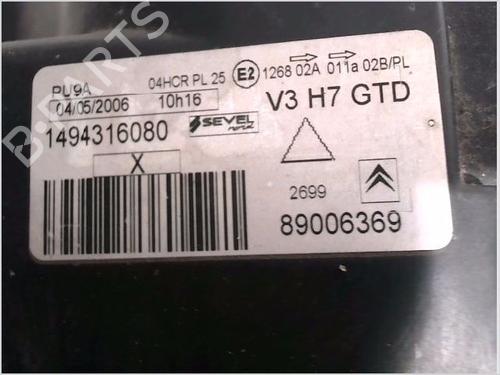 PU9A 04HCR PL 25 E2 1268 02A 011a 02B/PL
04/05/2006 10h16 V3 H7 GTD
1494316080 SEVEL
X
2699
89006369
B-PARTS